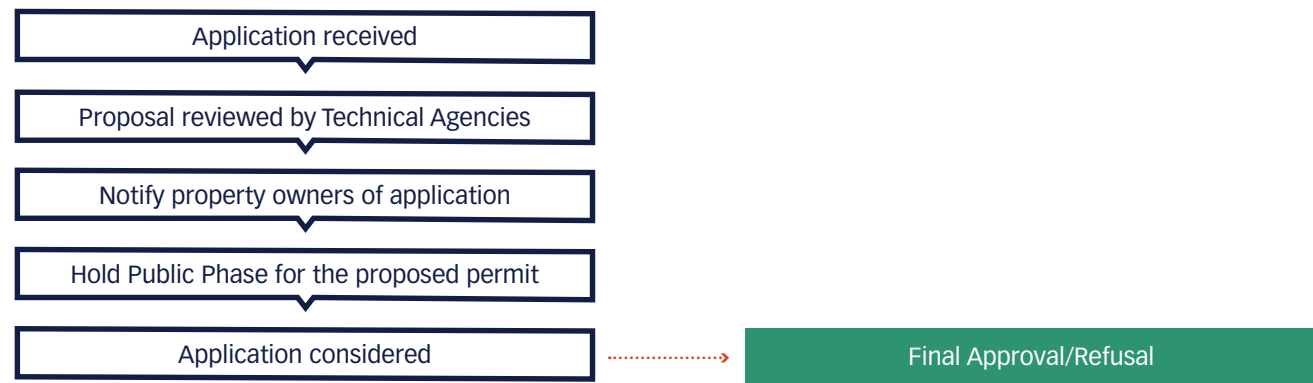 Application received
Proposal reviewed by Technical Agencies
Notify property owners of application
Hold Public Phase for the proposed permit
Application considered
Final Approval/Refusal